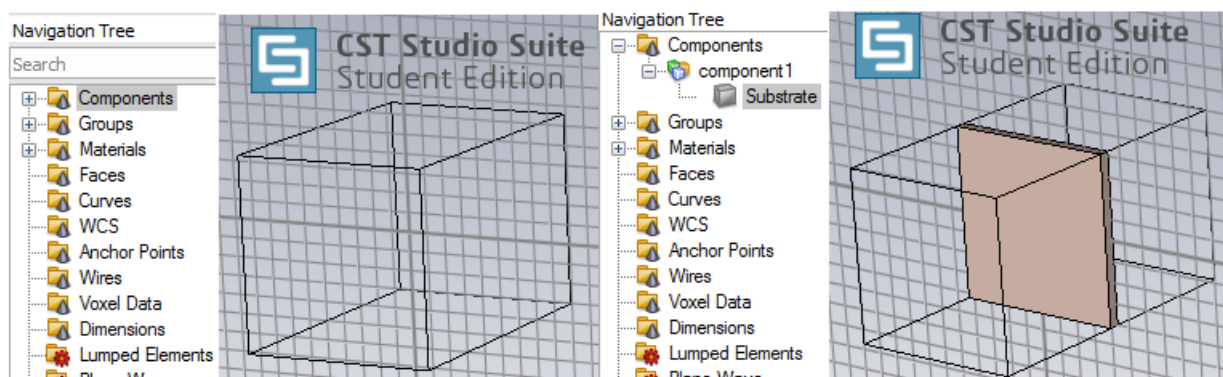 Navigation Tree
Search
Components
Groups
Materials
Faces
Curves
WCS
Anchor Points
Wires
Voxel Data
Dimensions
Lumped Elements
CST Studio Suite
Student Edition
Navigation Tree
Components
component1
Substrate
Groups
Materials
Faces
Curves
WCS
Anchor Points
Wires
Voxel Data
Dimensions
Lumped Elements
Plane Wave
CST Studio Suite
Student Edition